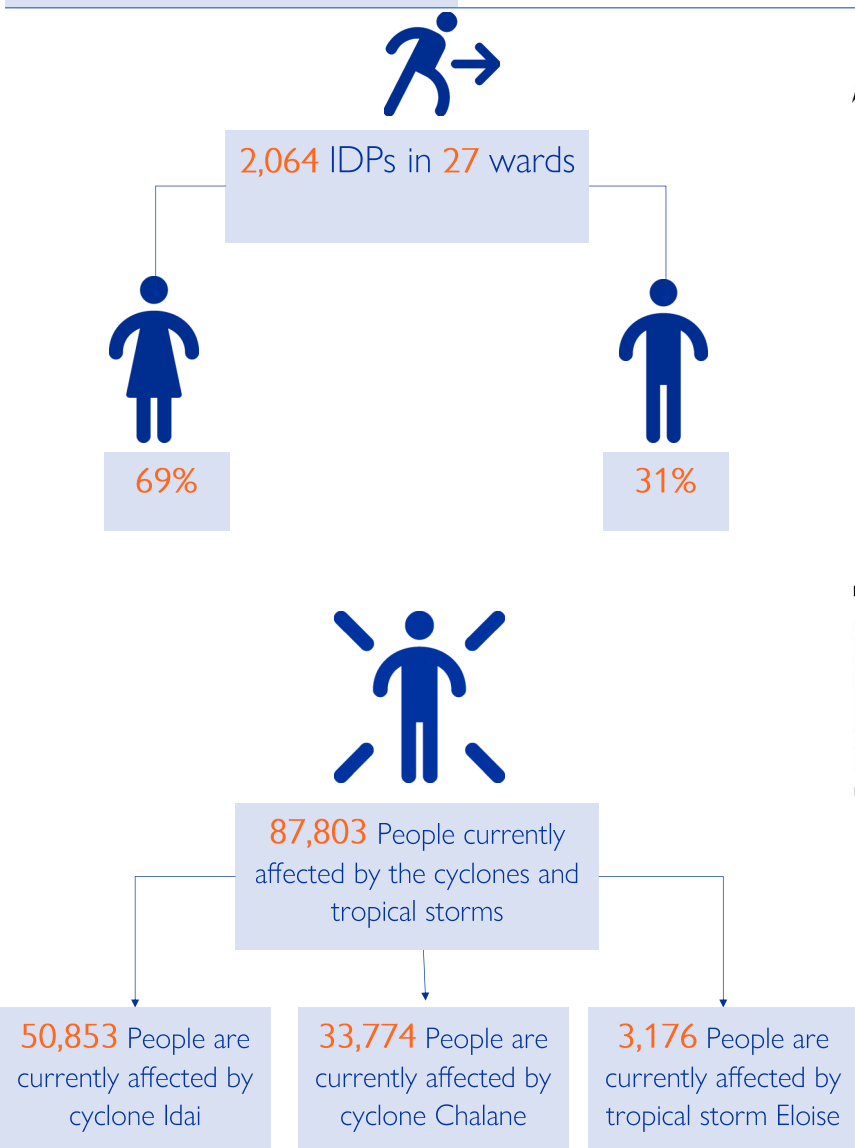 2,064 IDPs in 27 wards
69%
31%
87,803 People currently
affected by the cyclones and
tropical storms
50,853 People are
currently affected by
cyclone Idai
33,774 People are
currently affected by
cyclone Chalane
3,176 People are
currently affected by
tropical storm Eloise